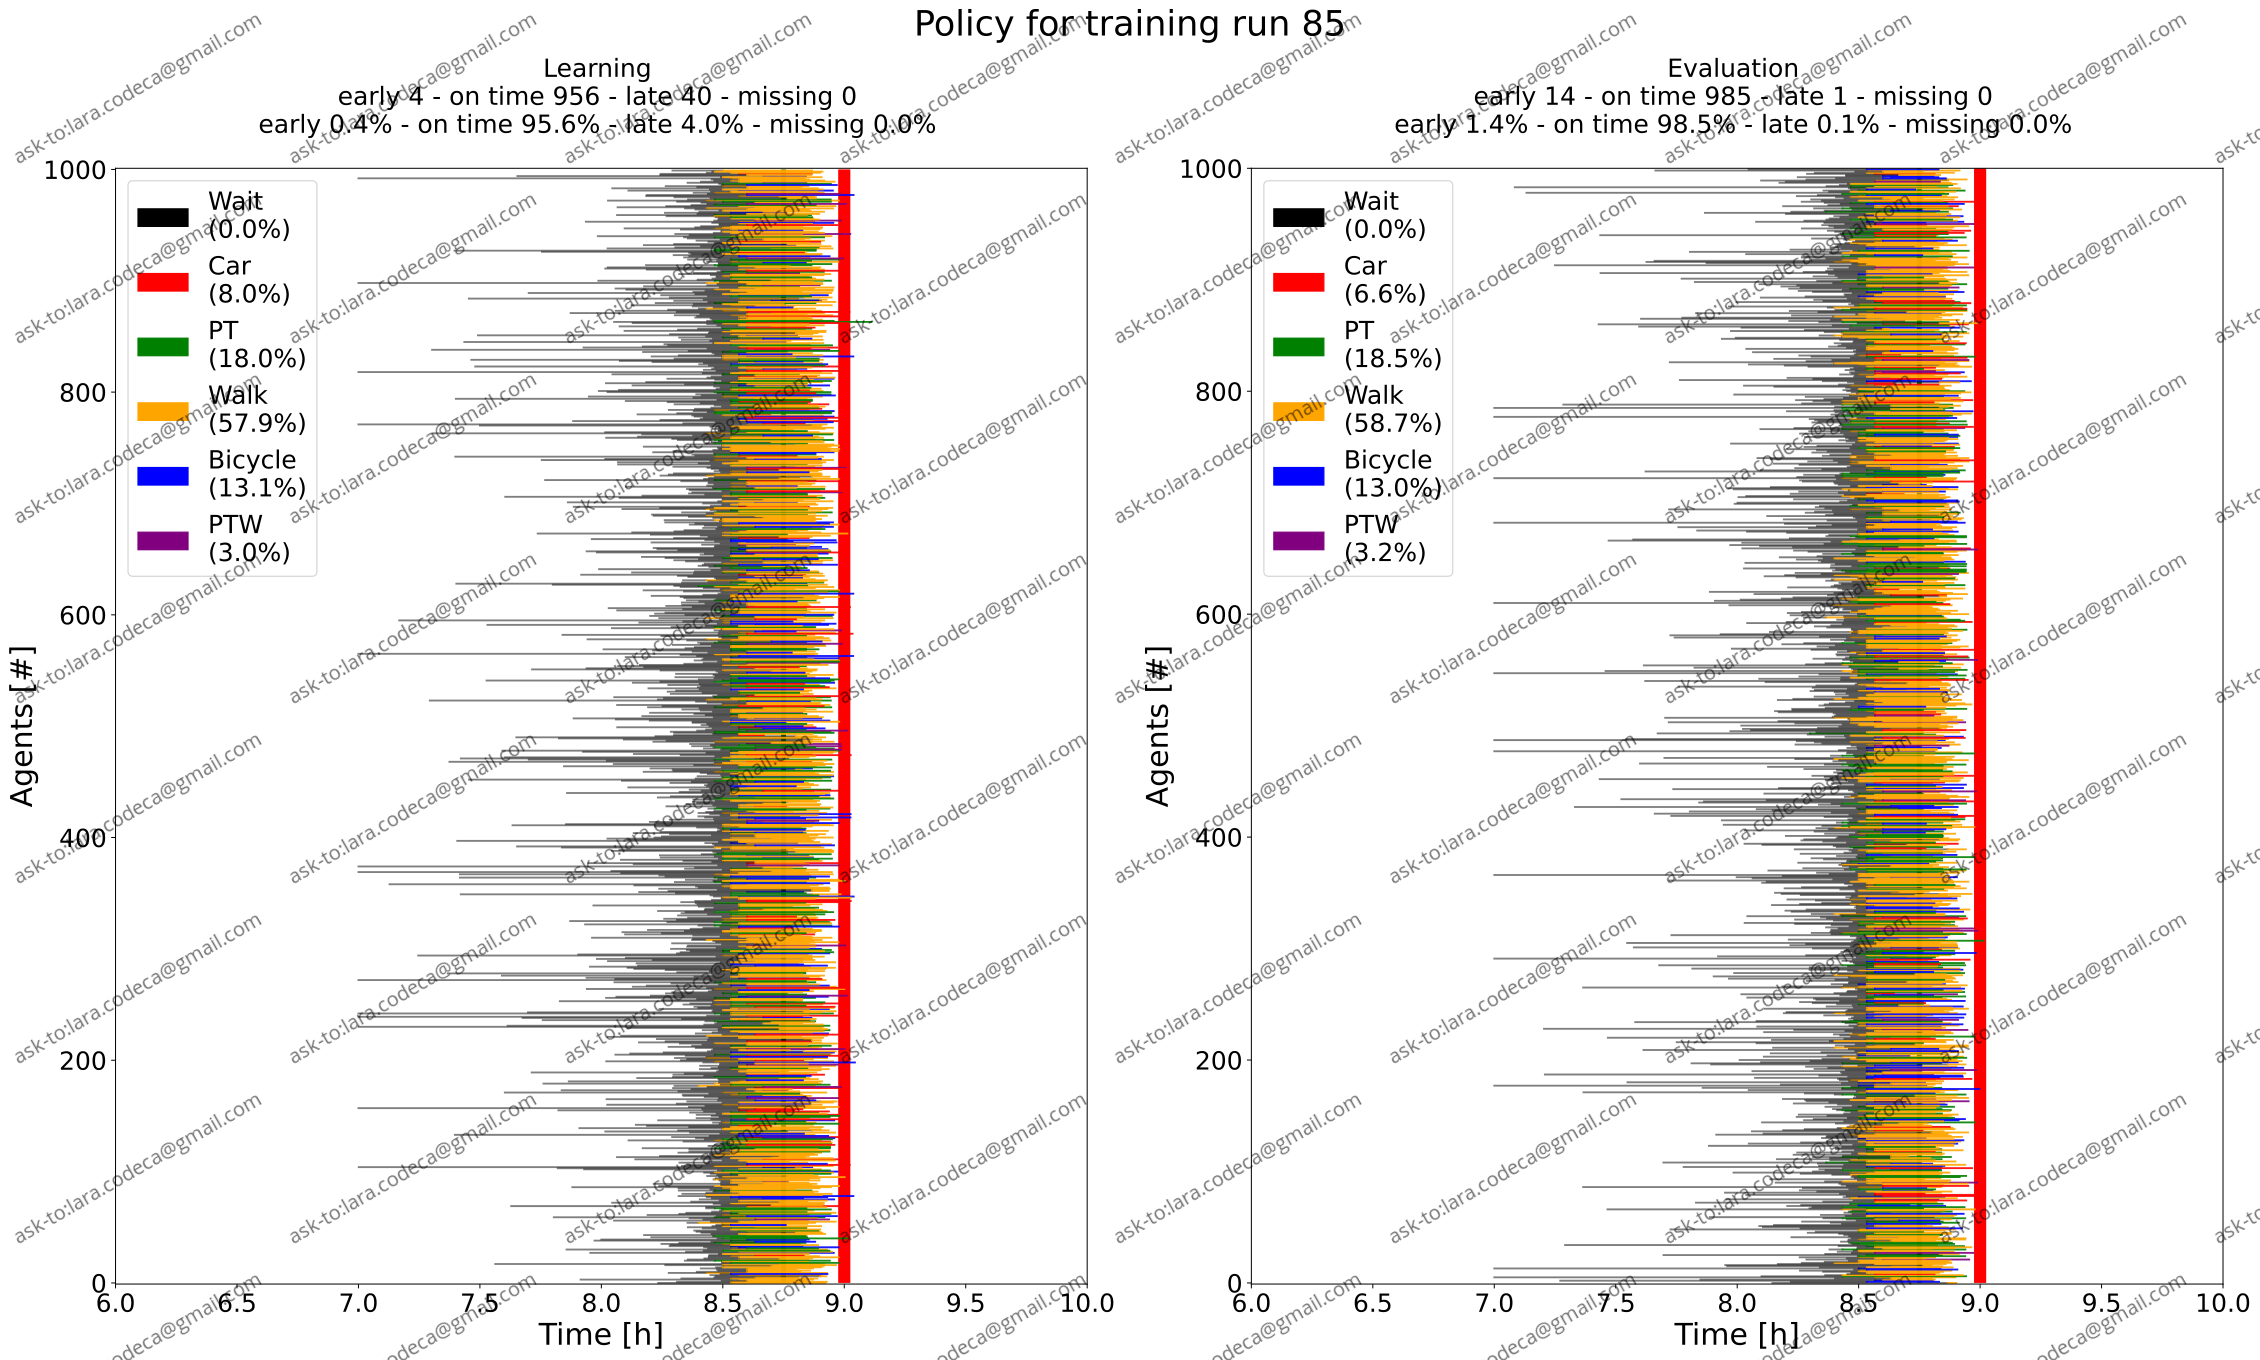 Policy for training run 85
Learning
early 4 - on time 956 - late 40 - missing 0
early 0.4% - on time 95.6% - late 4.0% - missing 0.0%
1000
800
600
400
200
0
Agents [#]
Wait
(0.0%)
Car
(8.0%)
PT
(18.0%)
Walk
(57.9%)
Bicycle
(13.1%)
PTW
(3.0%)
6.0 6.5 7.0 7.5 8.0 8.5 9.0 9.5 10.0
Time [h]
Evaluation
early 14 - on time 985 - late 1 - missing 0
early 1.4% - on time 98.5% - late 0.1% - missing 0.0%
1000
800
600
400
200
0
Agents [#]
Wait
(0.0%)
Car
(6.6%)
PT
(18.5%)
Walk
(58.7%)
Bicycle
(13.0%)
PTW
(3.2%)
6.0 6.5 7.0 7.5 8.0 8.5 9.0 9.5 10.0
Time [h]
ask-to:lara.codeca@gmail.com